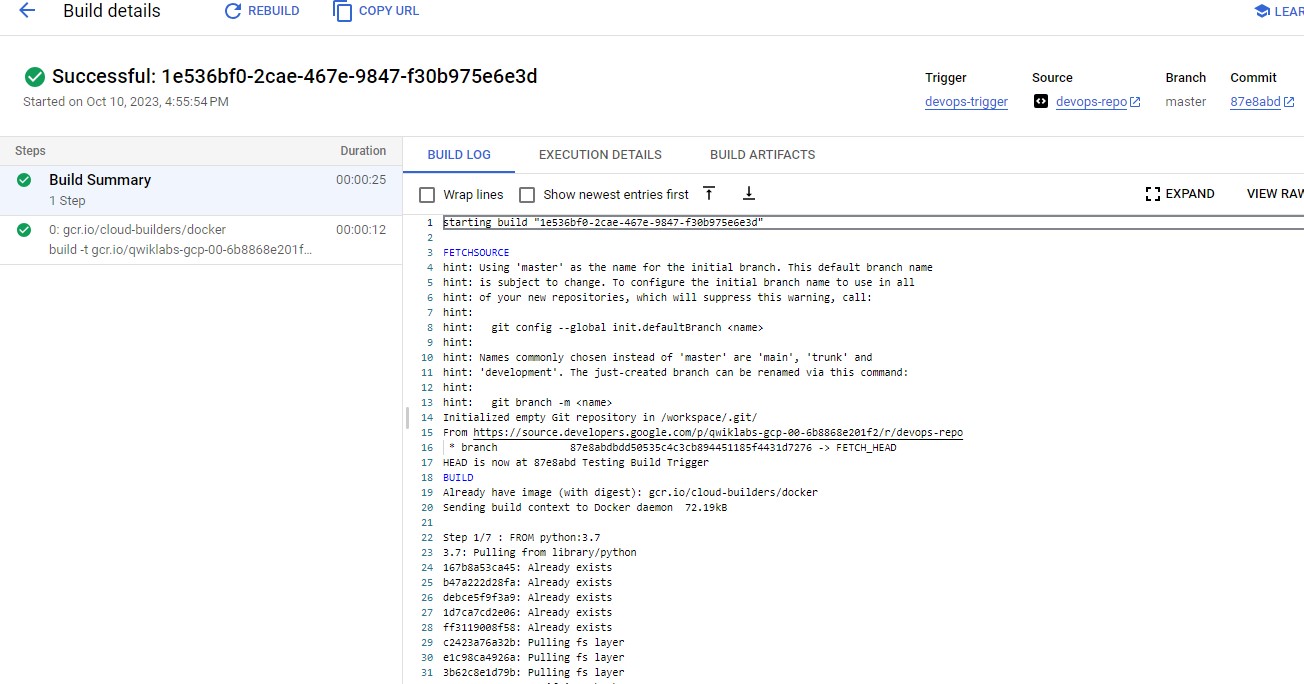 Build details REBUILD COPY URL LEAR
Successful: 1e536bf0-2cae-467e-9847-f30b975e6e3d
Started on Oct 10, 2023, 4:55:54 PM
Trigger Source Branch Commit
devops-trigger devops-repo master 87e8abd
Steps Duration
Build Summary 00:00:25
1 Step
0: gcr.io/cloud-builders/docker 00:00:12
build -t gcr.io/qwiklabs-gcp-00-6b8868e201f...
BUILD LOG EXECUTION DETAILS BUILD ARTIFACTS
Wrap lines Show newest entries first EXPAND VIEW RAW
1 starting build "1e536bf0-2cae-467e-9847-f30b975e6e3d"
2
3 FETCHSOURCE
4 hint: Using 'master' as the name for the initial branch. This default branch name
5 hint: is subject to change. To configure the initial branch name to use in all
6 hint: of your new repositories, which will suppress this warning, call:
7 hint:
8 hint:   git config --global init.defaultBranch <name>
9 hint:
10 hint: Names commonly chosen instead of 'master' are 'main', 'trunk' and
11 hint: 'development'. The just-created branch can be renamed via this command:
12 hint:
13 hint:   git branch -m <name>
14 Initialized empty Git repository in /workspace/.git/
15 From https://source.developers.google.com/p/qwiklabs-gcp-00-6b8868e201f2/r/devops-repo
16  * branch            87e8abdbdd50535c4c3cb894451185f4431d7276 -> FETCH_HEAD
17 HEAD is now at 87e8abd Testing Build Trigger
18 BUILD
19 Already have image (with digest): gcr.io/cloud-builders/docker
20 Sending build context to Docker daemon  72.19kB
21
22 Step 1/7 : FROM python:3.7
23 3.7: Pulling from library/python
24 167b8a53ca45: Already exists
25 b47a222d28fa: Already exists
26 debce5f9f3a9: Already exists
27 1d7ca7cd2e06: Already exists
28 ff3119008f58: Already exists
29 c2423a76a32b: Pulling fs layer
30 e1c98ca4926a: Pulling fs layer
31 3b62c8e1d79b: Pulling fs layer